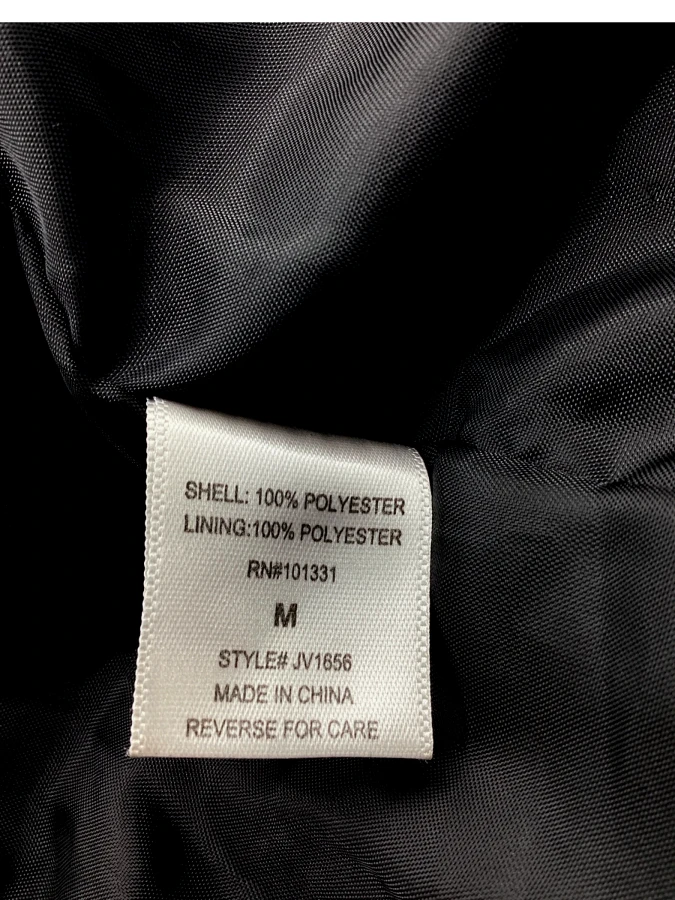 SHELL: 100% POLYESTER
LINING:100% POLYESTER
RN#101331
M
STYLE# JV1656
MADE IN CHINA
REVERSE FOR CARE